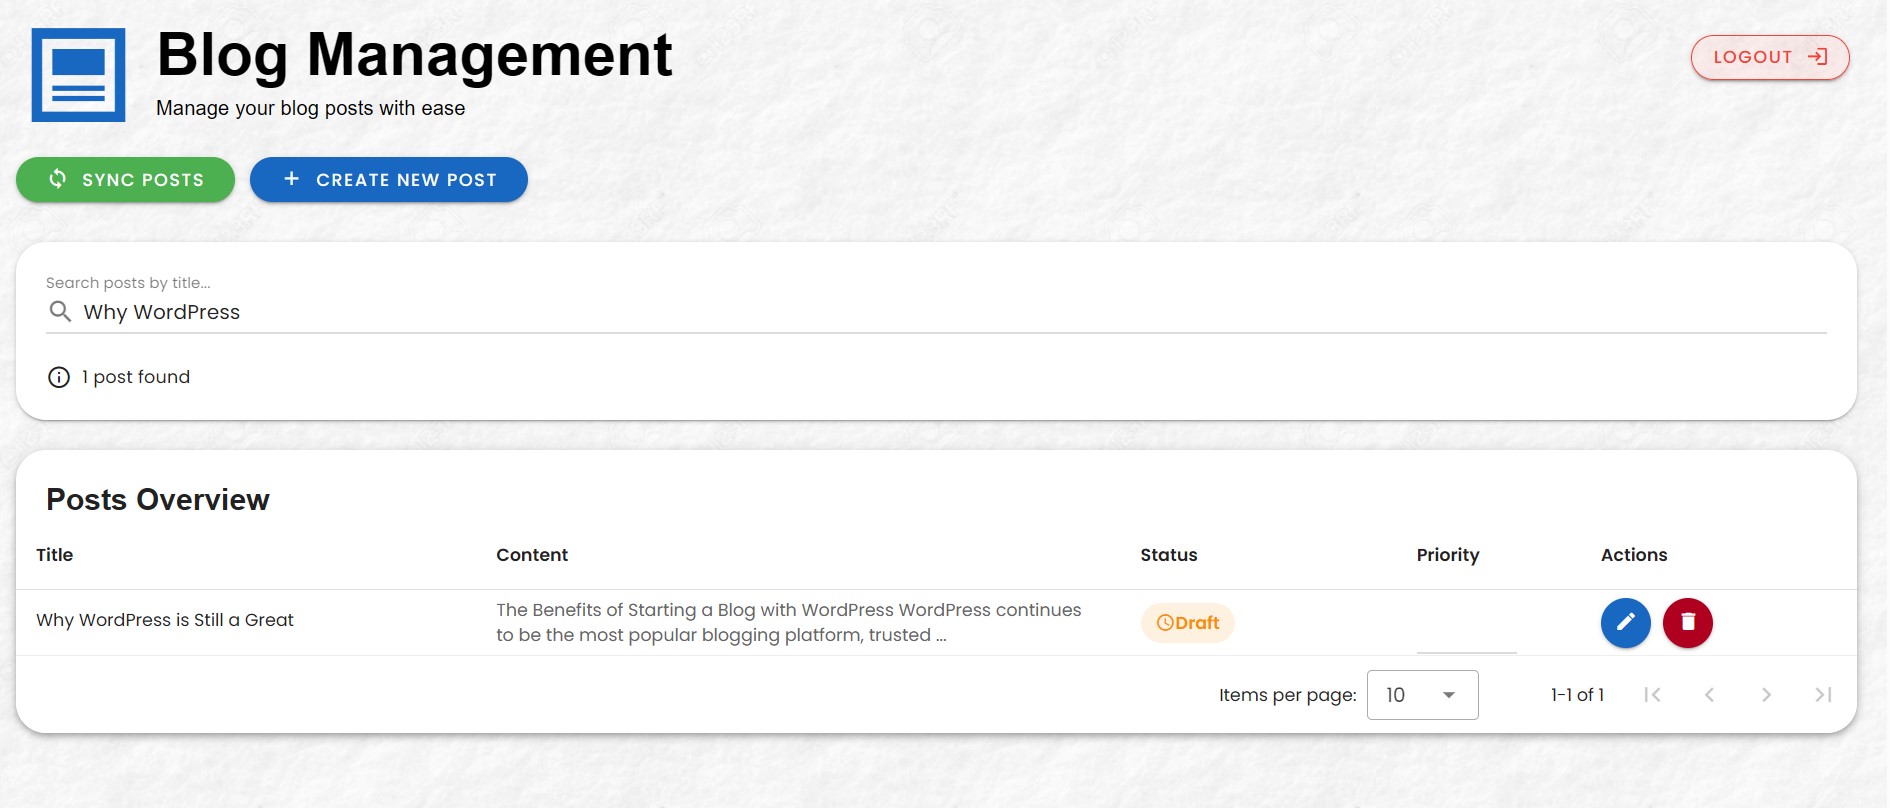 Blog Management
Manage your blog posts with ease
LOGOUT
SYNC POSTS
CREATE NEW POST
Search posts by title...
Why WordPress
1 post found
Posts Overview
Title Content Status Priority Actions
Why WordPress is Still a Great
The Benefits of Starting a Blog with WordPress WordPress continues
to be the most popular blogging platform, trusted ...
Draft
Items per page: 10 1-1 of 1